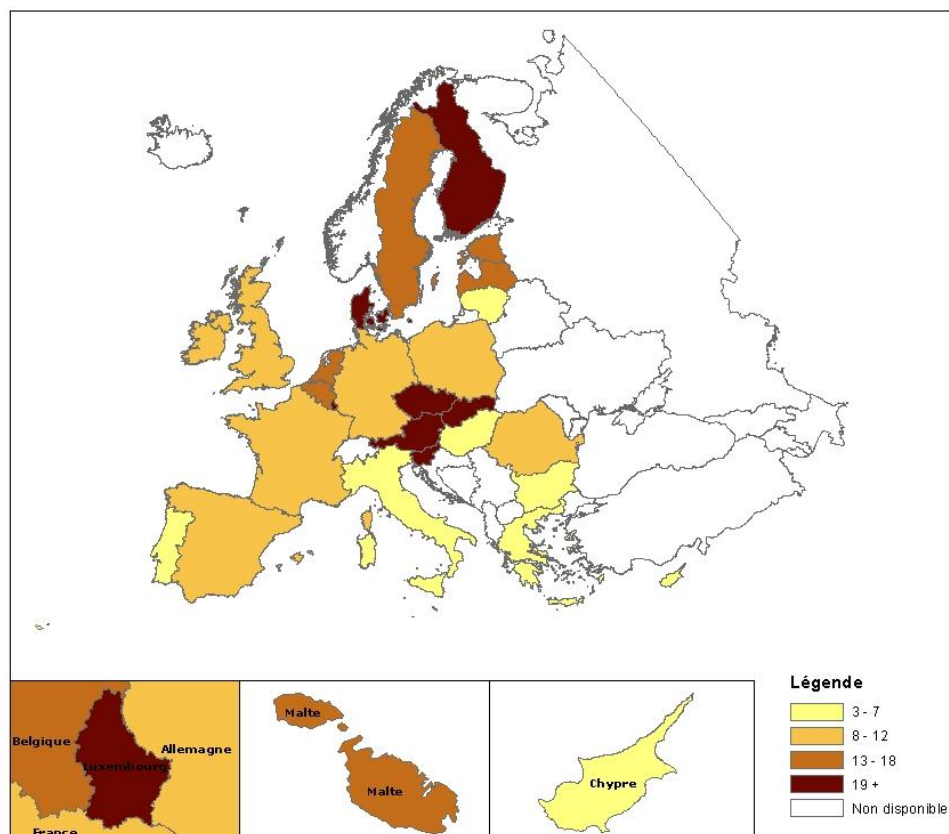 Belgique
Allemagne
Luxembourg
France
Malte
Malte
Chypre
Légende
3 - 7
8 - 12
13 - 18
19 +
Non disponible